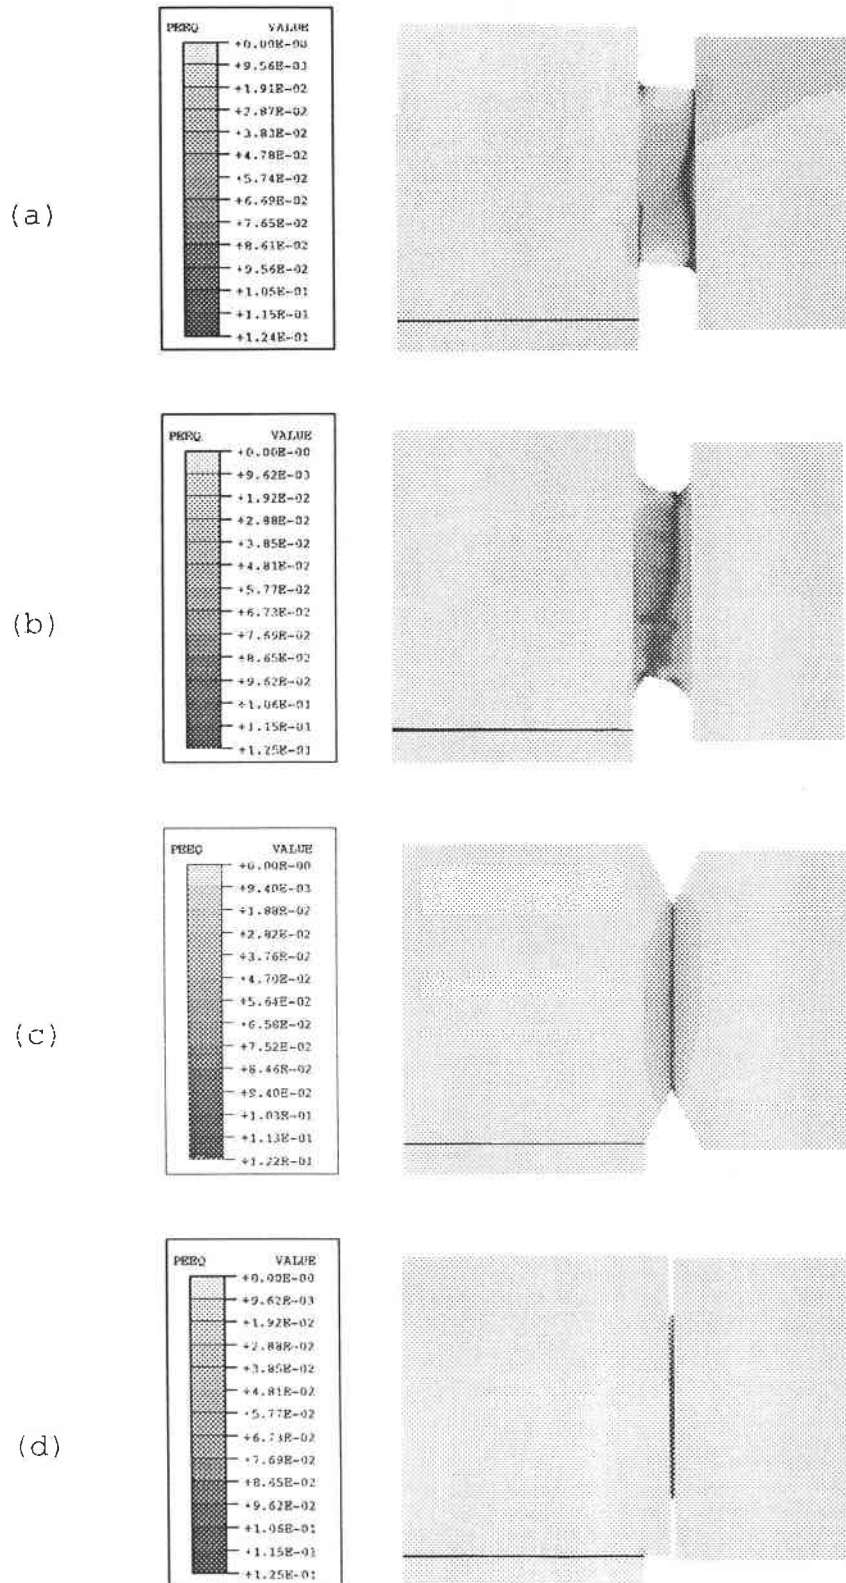 PEEQ VALUE
+0.00E-00
+9.56E-03
+1.91E-02
+2.87E-02
+3.83E-02
+4.78E-02
+5.74E-02
+6.69E-02
+7.65E-02
+8.61E-02
+9.56E-02
+1.05E-01
+1.15E-01
+1.24E-01
(a)
PEEQ VALUE
+0.00E-00
+9.62E-03
+1.92E-02
+2.88E-02
+3.85E-02
+4.81E-02
+5.77E-02
+6.73E-02
+7.69E-02
+8.65E-02
+9.62E-02
+1.06E-01
+1.15E-01
+1.25E-01
(b)
PEEQ VALUE
+0.00E-00
+9.40E-03
+1.88E-02
+2.82E-02
+3.76E-02
+4.70E-02
+5.64E-02
+6.58E-02
+7.52E-02
+8.46E-02
+9.40E-02
+1.03E-01
+1.13E-01
+1.22E-01
(c)
PEEQ VALUE
+0.00E-00
+9.62E-03
+1.92E-02
+2.88E-02
+3.85E-02
+4.81E-02
+5.77E-02
+6.73E-02
+7.69E-02
+8.65E-02
+9.62E-02
+1.06E-01
+1.15E-01
+1.25E-01
(d)